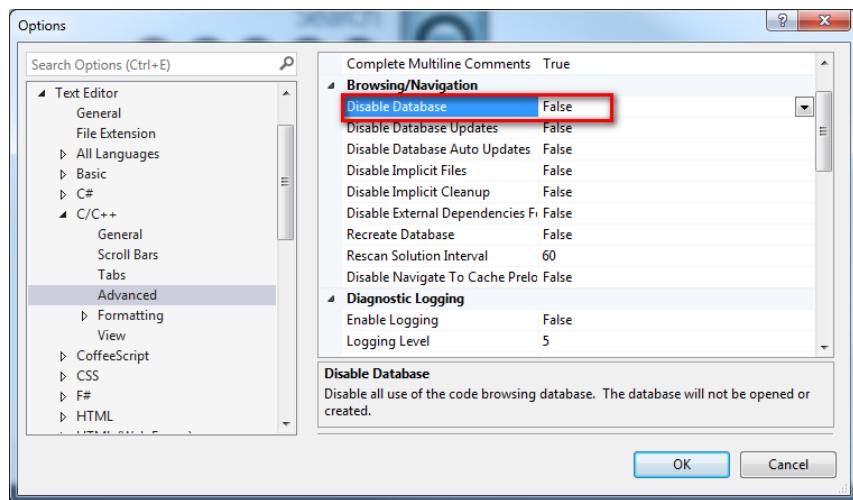 Search
Options
Search Options (Ctrl+E)
Text Editor
General
File Extension
All Languages
Basic
C#
C/C++
General
Scroll Bars
Tabs
Advanced
Formatting
View
CoffeeScript
CSS
F#
HTML
Complete Multiline Comments True
Browsing/Navigation
Disable Database False
Disable Database Updates False
Disable Database Auto Updates False
Disable Implicit Files False
Disable Implicit Cleanup False
Disable External Dependencies F False
Recreate Database False
Rescan Solution Interval 60
Disable Navigate To Cache Prelo False
Diagnostic Logging
Enable Logging False
Logging Level 5
Disable Database
Disable all use of the code browsing database. The database will not be opened or
created.
OK Cancel